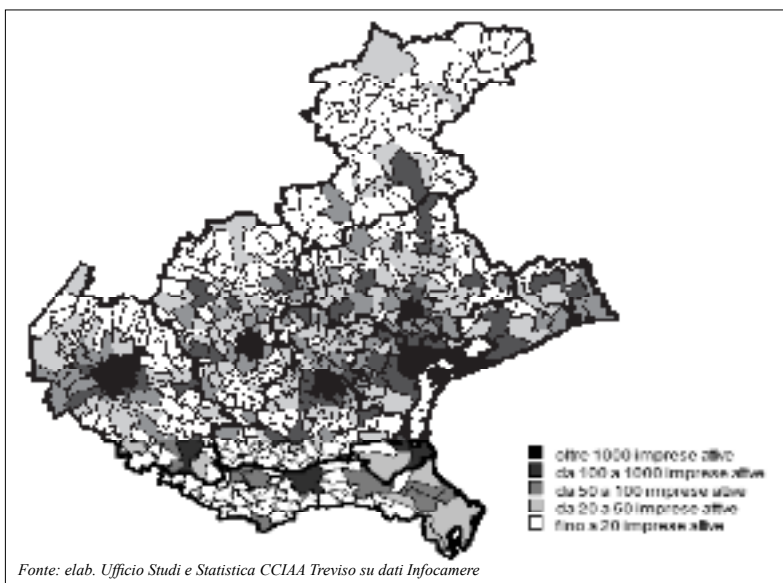 oltre 1000 imprese attive
da 100 a 1000 imprese attive
da 50 a 100 imprese attive
da 20 a 50 imprese attive
fino a 20 imprese attive
Fonte: elab. Ufficio Studi e Statistica CCIAA Treviso su dati Infocamere